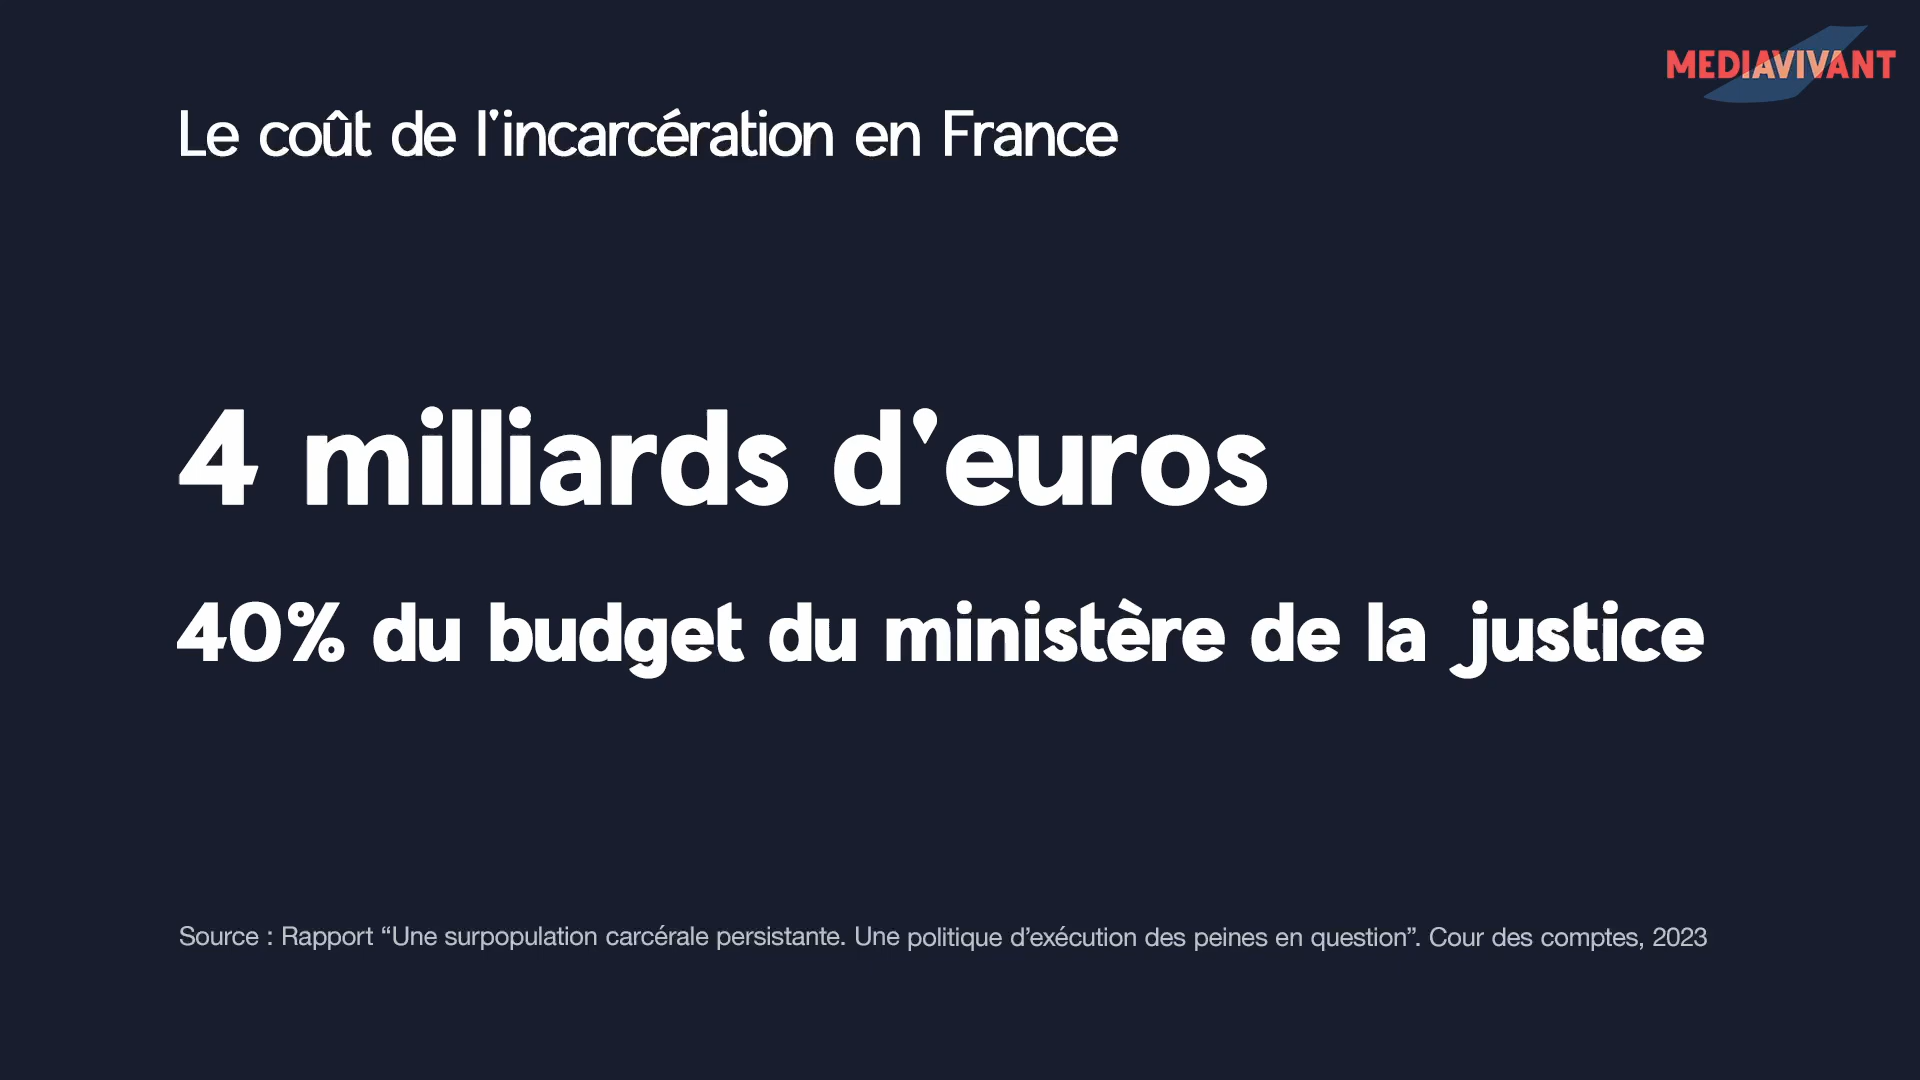 MEDIAVIVANT
Le coût de l'incarcération en France
4 milliards d'euros
40% du budget du ministère de la justice
Source : Rapport “Une surpopulation carcérale persistante. Une politique d’exécution des peines en question”. Cour des comptes, 2023